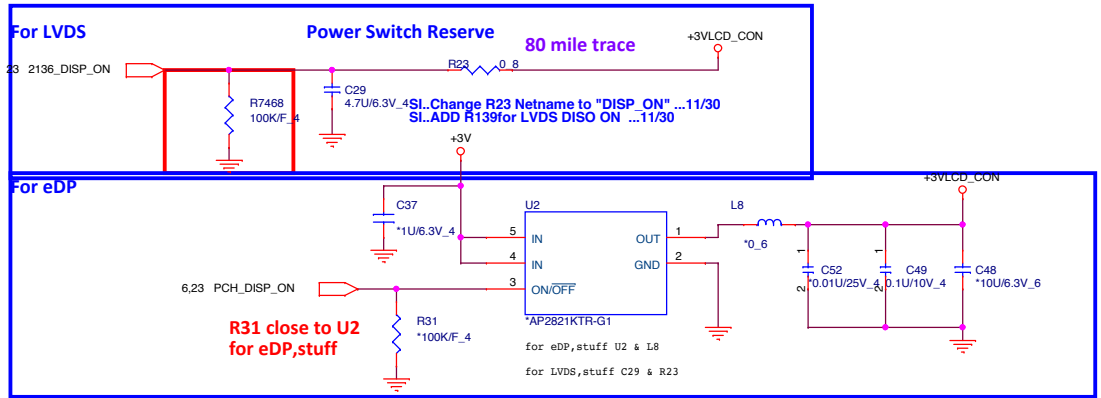 For LVDS
Power Switch Reserve
80 mile trace
+3VLCD_CON
23 2136_DISP_ON
R23
0_8
R7468
100K/F_4
C29
4.7U/6.3V_4
SI..Change R23 Netname to "DISP_ON" ...11/30
SI..ADD R139for LVDS DISO ON ...11/30
+3V
For eDP
+3VLCD_CON
C37
*1U/6.3V_4
U2
L8
*0_6
5 IN
4 IN
3 ON/OFF
OUT 1
GND 2
*AP2821KTR-G1
1
2
C52
*0.01U/25V_4
1
2
C49
0.1U/10V_4
C48
*10U/6.3V_6
6,23 PCH_DISP_ON
R31
*100K/F_4
R31 close to U2
for eDP,stuff
for eDP,stuff U2 & L8
for LVDS,stuff C29 & R23